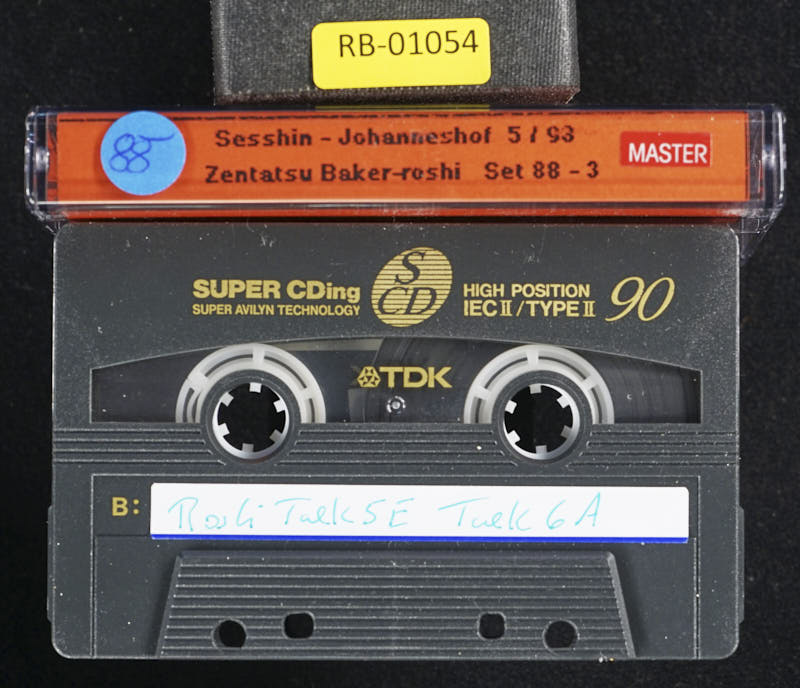 RB-01054
88
Sesshin - Johanneshof 5 / 93
Zentatsu Baker-roshi Set 88 - 3
MASTER
SUPER CDing
SUPER AVILYN TECHNOLOGY
SCD
HIGH POSITION
IEC II / TYPE II
90
TDK
B:
Roshi Talk 5E Talk 6A